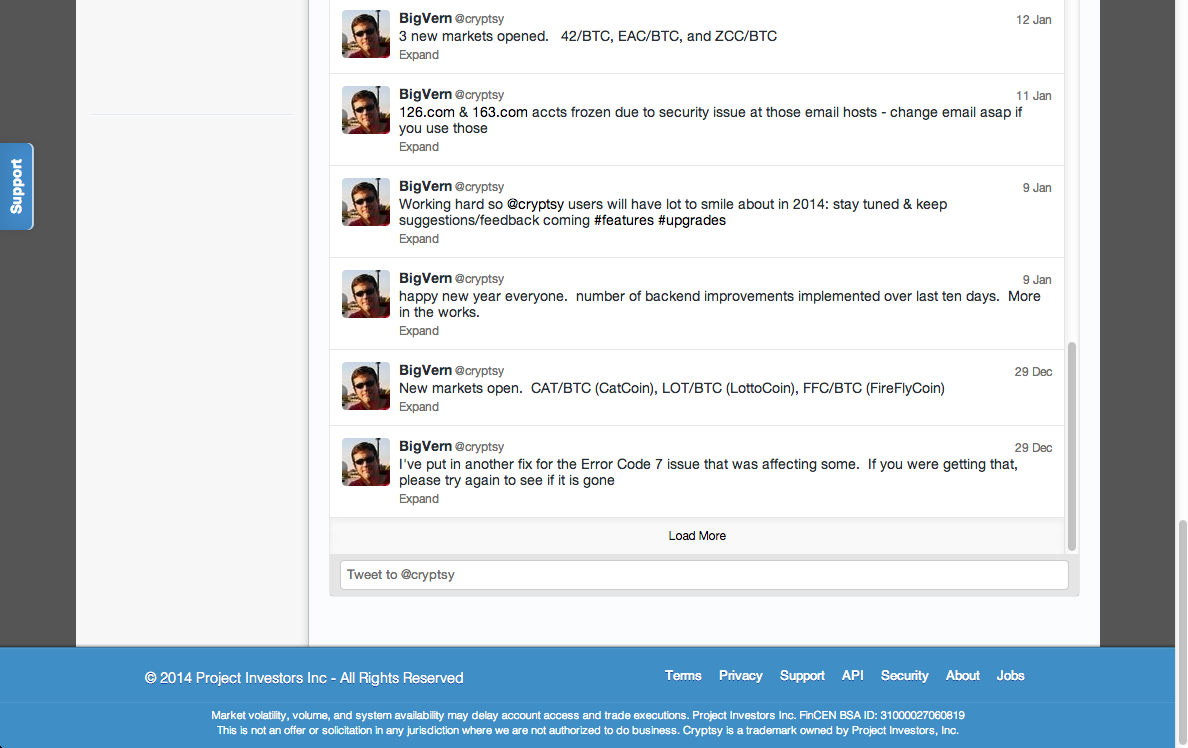 BigVern @cryptsy 12 Jan
3 new markets opened. 42/BTC, EAC/BTC, and ZCC/BTC
Expand
BigVern @cryptsy 11 Jan
126.com & 163.com accts frozen due to security issue at those email hosts - change email asap if
you use those
Expand
Support
BigVern @cryptsy 9 Jan
Working hard so @cryptsy users will have lot to smile about in 2014: stay tuned & keep
suggestions/feedback coming #features #upgrades
Expand
BigVern @cryptsy 9 Jan
happy new year everyone. number of backend improvements implemented over last ten days. More
in the works.
Expand
BigVern @cryptsy 29 Dec
New markets open. CAT/BTC (CatCoin), LOT/BTC (LottoCoin), FFC/BTC (FireFlyCoin)
Expand
BigVern @cryptsy 29 Dec
I've put in another fix for the Error Code 7 issue that was affecting some. If you were getting that,
please try again to see if it is gone
Expand
Load More
Tweet to @cryptsy
© 2014 Project Investors Inc - All Rights Reserved Terms Privacy Support API Security About Jobs
Market volatility, volume, and system availability may delay account access and trade executions. Project Investors Inc. FinCEN BSA ID: 31000027060819
This is not an offer or solicitation in any jurisdiction where we are not authorized to do business. Cryptsy is a trademark owned by Project Investors, Inc.